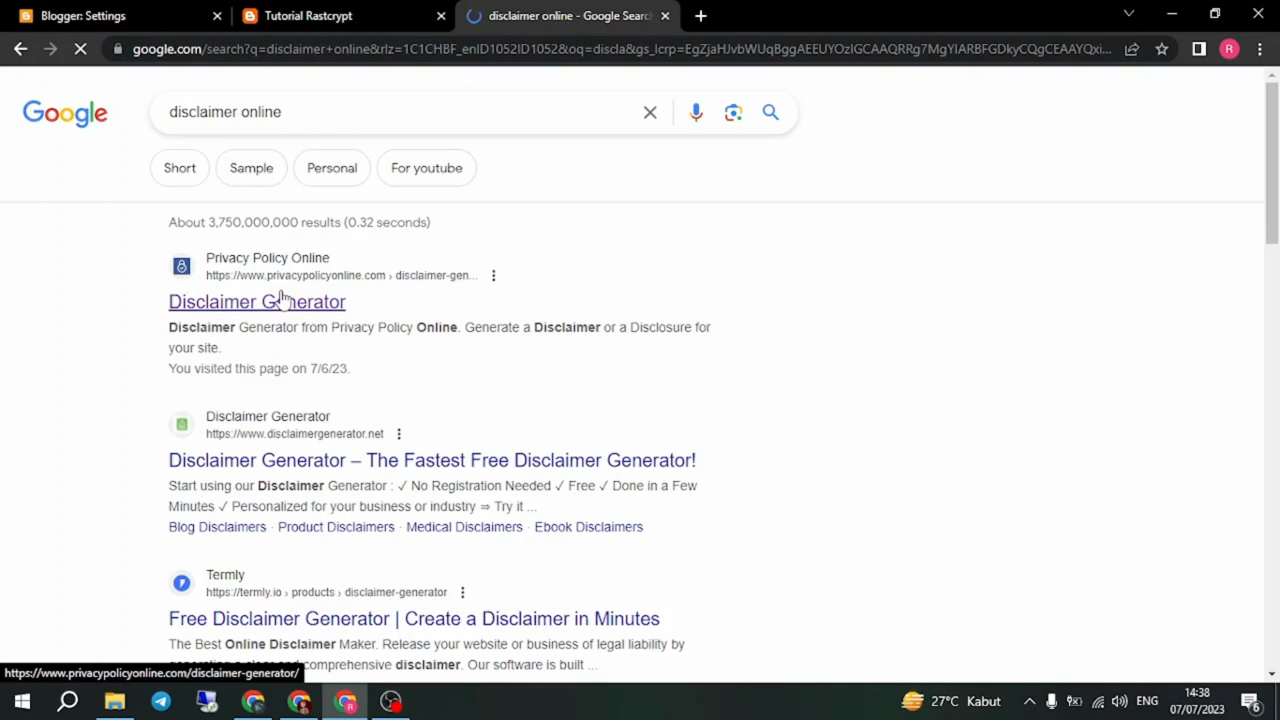 Blogger: Settings
Tutorial Rastcrypt
disclaimer online - Google Searc
google.com/search?q=disclaimer+online&rlz=1C1CHBF_enID1052ID1052&oq=discla&gs_lcrp=EgZjaHJvbWUqBggAEEUYOzIGCAAQRRg7MgYIARBFGDkyCQgCEAAYQxi...
R
Google
disclaimer online
Short
Sample
Personal
For youtube
About 3,750,000,000 results (0.32 seconds)
Privacy Policy Online
https://www.privacypolicyonline.com › disclaimer-gen...
Disclaimer Generator
Disclaimer Generator from Privacy Policy Online. Generate a Disclaimer or a Disclosure for
your site.
You visited this page on 7/6/23.
Disclaimer Generator
https://www.disclaimergenerator.net
Disclaimer Generator – The Fastest Free Disclaimer Generator!
Start using our Disclaimer Generator : ✓ No Registration Needed ✓ Free ✓ Done in a Few
Minutes ✓ Personalized for your business or industry ⇒ Try it ...
Blog Disclaimers · Product Disclaimers · Medical Disclaimers · Ebook Disclaimers
Termly
https://termly.io › products › disclaimer-generator
Free Disclaimer Generator | Create a Disclaimer in Minutes
The Best Online Disclaimer Maker. Release your website or business of legal liability by
comprehensive disclaimer. Our software is built ...
https://www.privacypolicyonline.com/disclaimer-generator/
27°C Kabut
ENG
14:38
07/07/2023
6